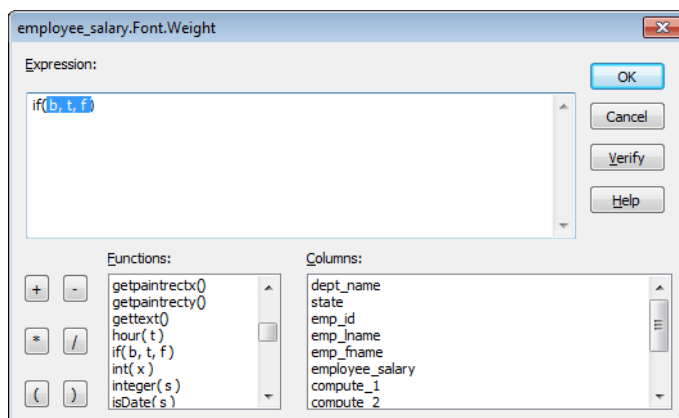 employee_salary.Font.Weight
Expression:
OK
if( b, t, f )
Cancel
Verify
Help
Functions:
Columns:
+ -
* /
( )
getpaintrectx()
getpaintrecty()
gettext()
hour( t )
if( b, t, f )
int( x )
integer( s )
isDate( s )
dept_name
state
emp_id
emp_lname
emp_fname
employee_salary
compute_1
compute_2